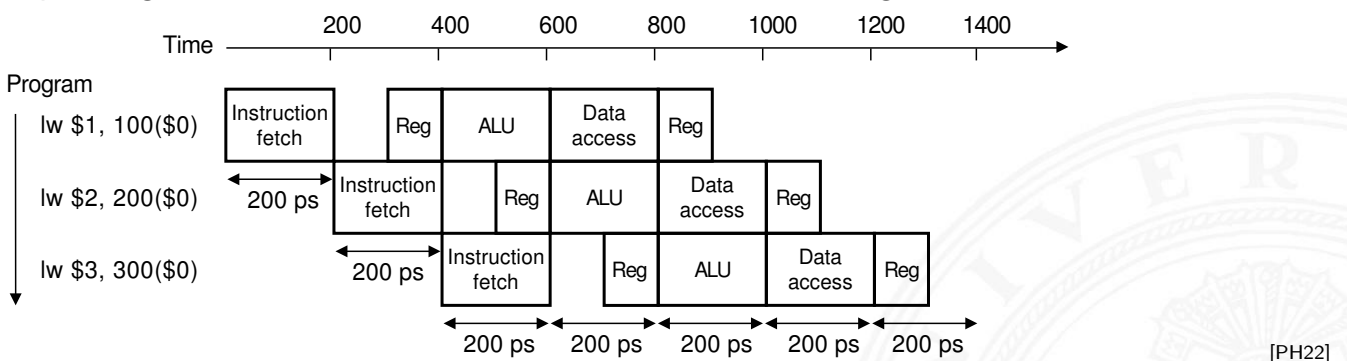 200 400 600 800 1000 1200 1400
Time
Program
lw $1, 100($0) Instruction fetch Reg ALU Data access Reg
200 ps
lw $2, 200($0) Instruction fetch Reg ALU Data access Reg
200 ps
lw $3, 300($0) Instruction fetch Reg ALU Data access Reg
200 ps 200 ps 200 ps 200 ps 200 ps
[PH22]